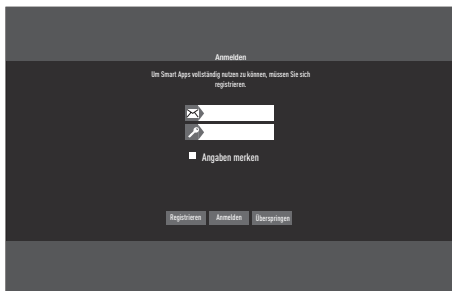 Anmelden
Um Smart Apps vollständig nutzen zu können, müssen Sie sich
registrieren.
Angaben merken
Registrieren Anmelden Überspringen